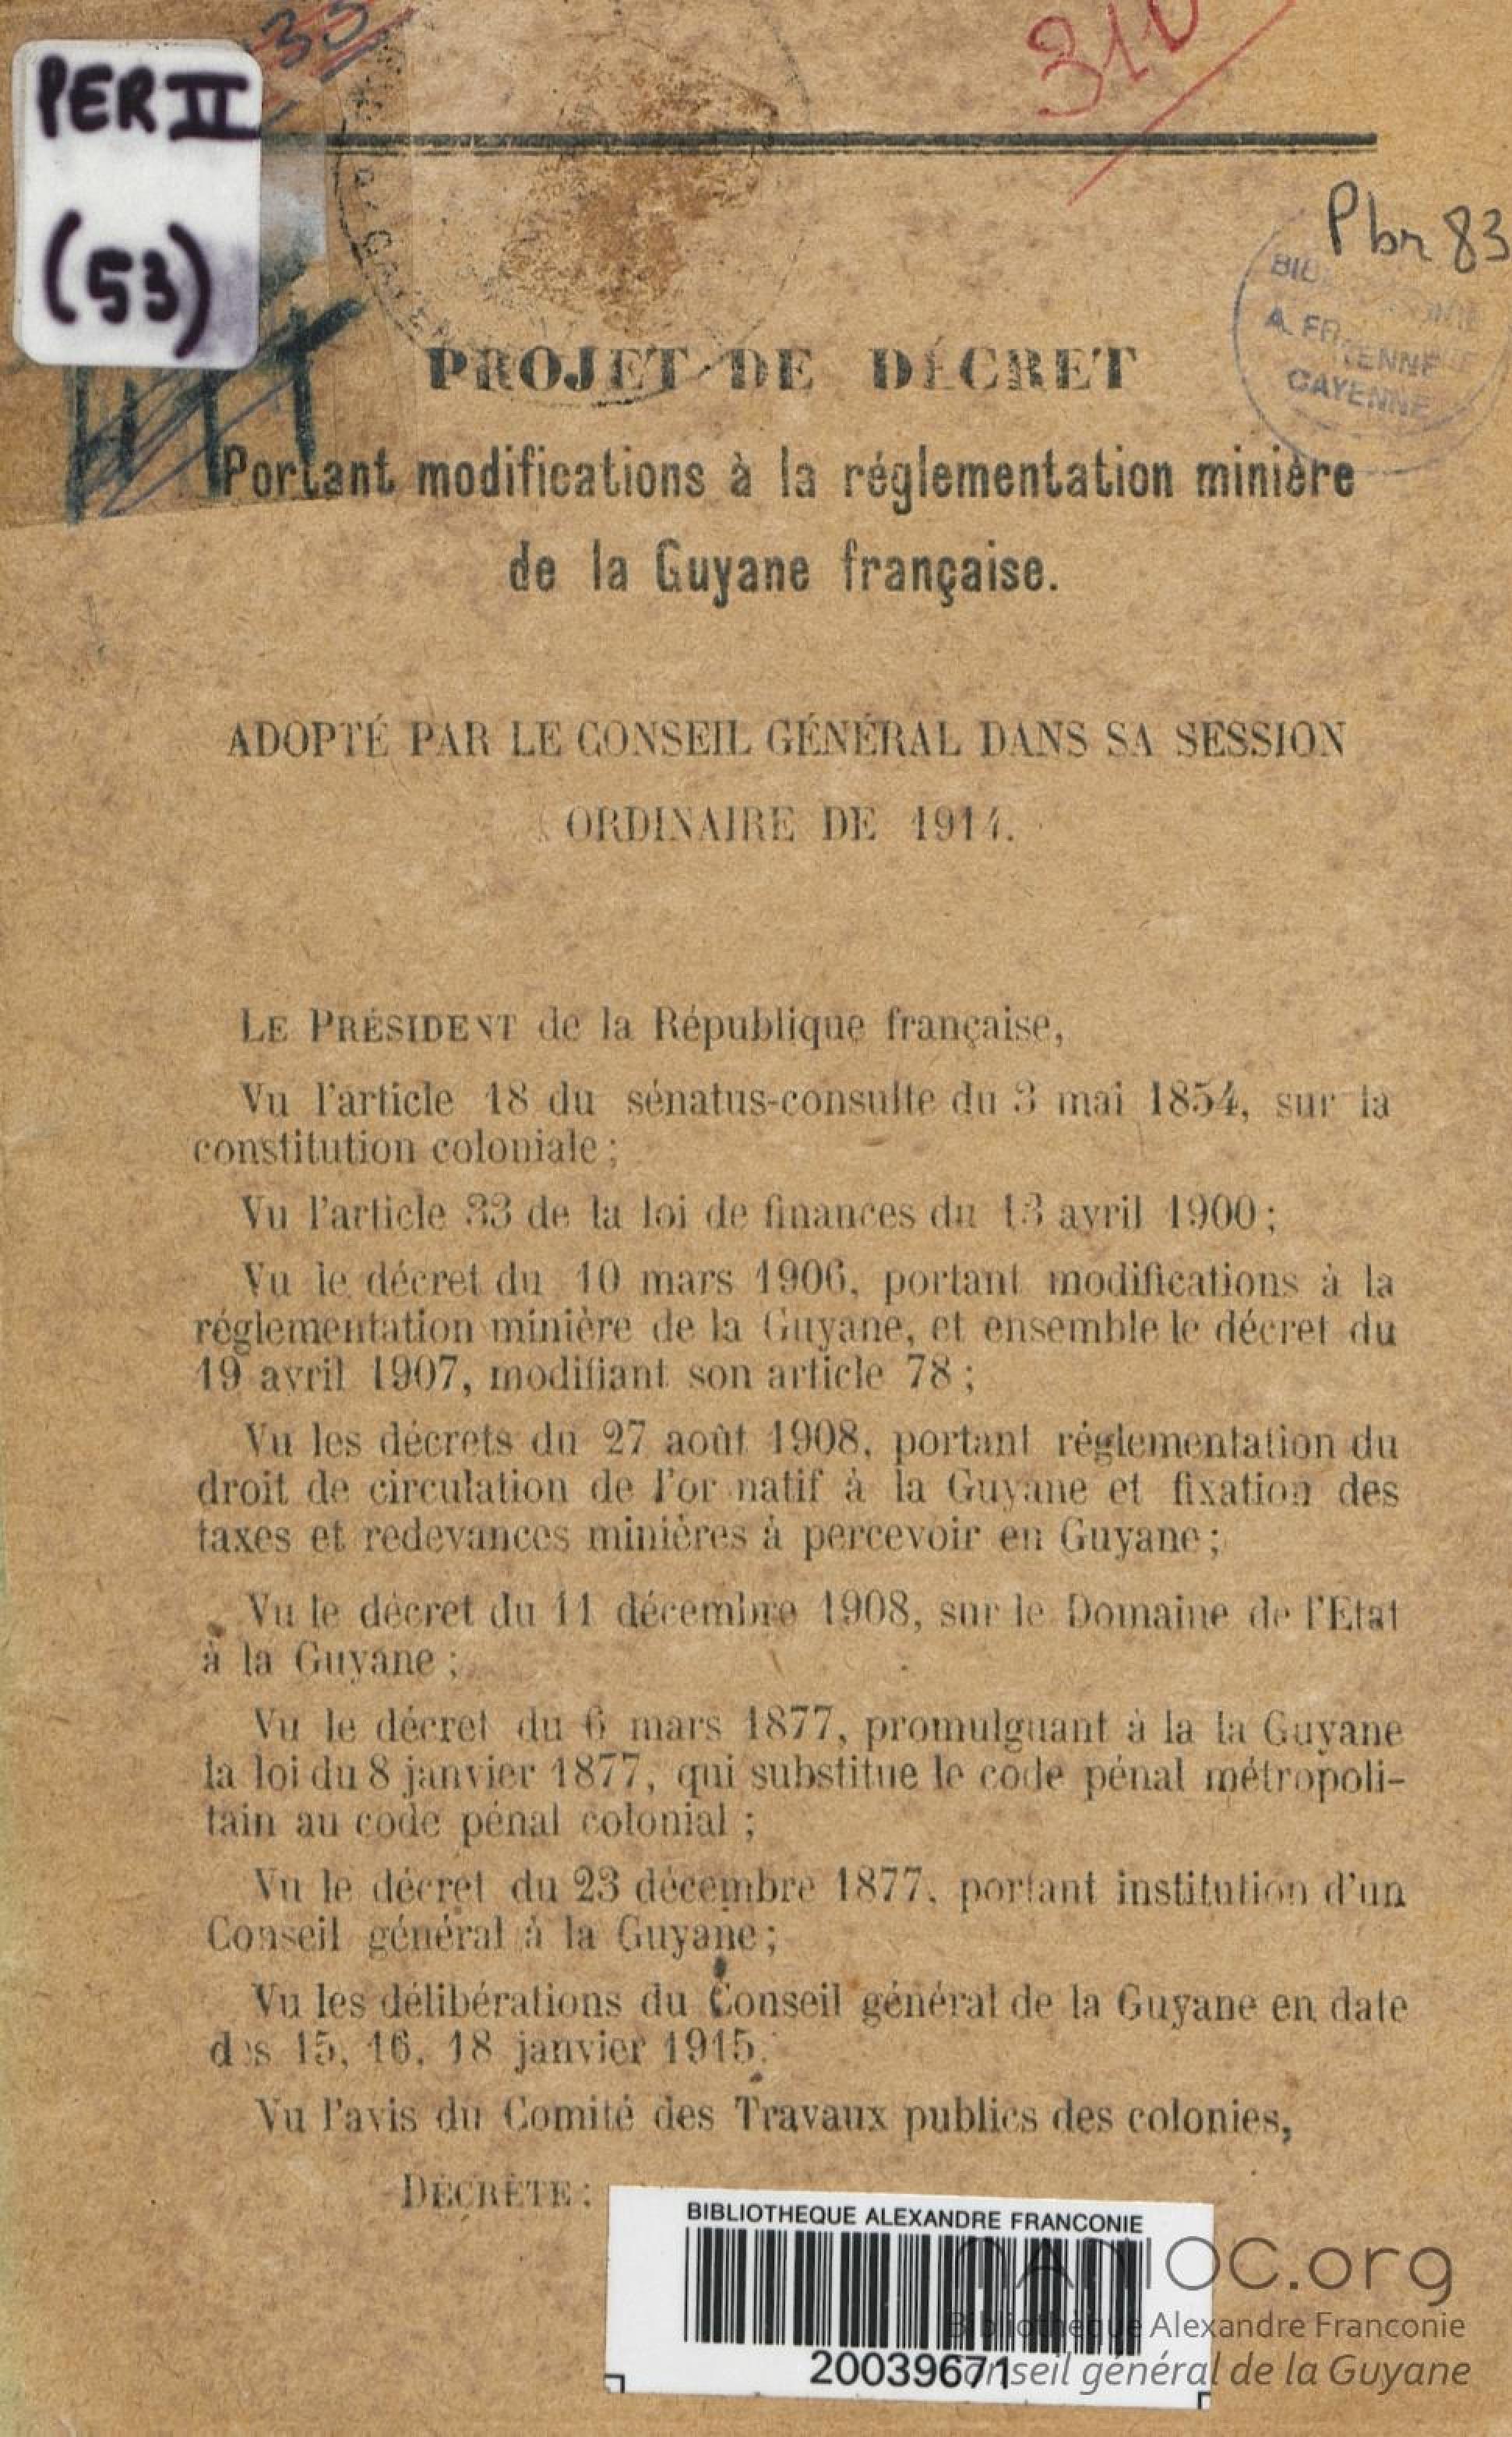 33
310
PER II
(53)
Pbr 83
A. FR
CAYENNE
PROJET DE DÉCRET
Portant modifications à la réglementation minière
de la Guyane française.
ADOPTÉ PAR LE CONSEIL GÉNÉRAL DANS SA SESSION
ORDINAIRE DE 1914.
LE PRÉSIDENT de la République française,
Vu l'article 18 du sénatus-consulte du 3 mai 1854, sur la
constitution coloniale ;
Vu l'article 33 de la loi de finances du 13 avril 1900 ;
Vu le décret du 10 mars 1906, portant modifications à la
réglementation minière de la Guyane, et ensemble le décret du
19 avril 1907, modifiant son article 78 ;
Vu les décrets du 27 août 1908, portant réglementation du
droit de circulation de l'or natif à la Guyane et fixation des
taxes et redevances minières à percevoir en Guyane ;
Vu le décret du 11 décembre 1908, sur le Domaine de l'Etat
à la Guyane ;
Vu le décret du 6 mars 1877, promulguant à la la Guyane
la loi du 8 janvier 1877, qui substitue le code pénal métropoli-
tain au code pénal colonial ;
Vu le décret du 23 décembre 1877, portant institution d'un
Conseil général à la Guyane ;
Vu les délibérations du Conseil général de la Guyane en date
des 15, 16, 18 janvier 1915.
Vu l'avis du Comité des Travaux publics des colonies,
DÉCRÈTE :
BIBLIOTHEQUE ALEXANDRE FRANCONIE
20039671
MANIOC.org
Bibliothèque Alexandre Franconie
Conseil général de la Guyane